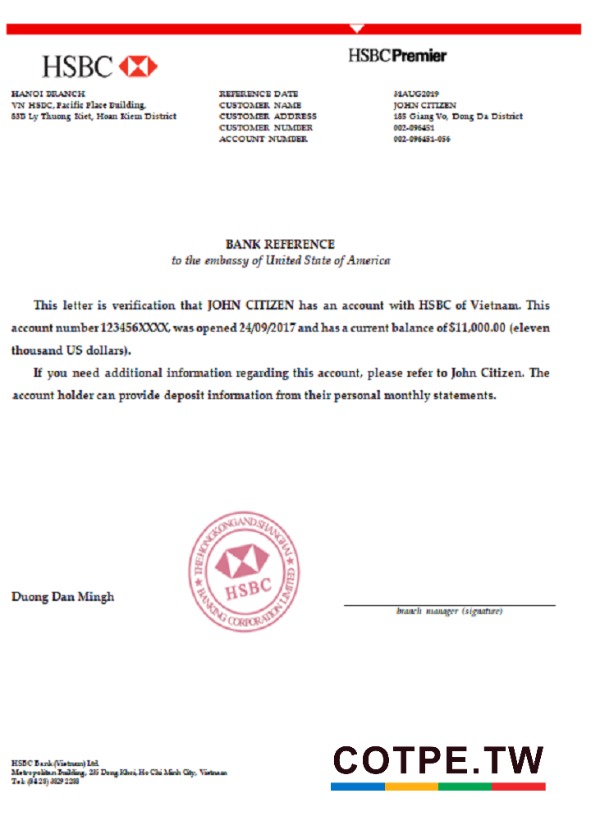 HSBC
HSBC Premier
HANOI BRANCH
VN HSBC, Pacific Place Building,
83B Ly Thuong Kiet, Hoan Kiem District
REFERENCE DATE
CUSTOMER NAME
CUSTOMER ADDRESS
CUSTOMER NUMBER
ACCOUNT NUMBER
31AUG2019
JOHN CITIZEN
185 Giang Vo, Dong Da District
002-096451
002-096451-056
BANK REFERENCE
to the embassy of United State of America
This letter is verification that JOHN CITIZEN has an account with HSBC of Vietnam. This
account number 123456XXXX, was opened 24/09/2017 and has a current balance of $11,000.00 (eleven
thousand US dollars).
If you need additional information regarding this account, please refer to John Citizen. The
account holder can provide deposit information from their personal monthly statements.
THE HONGKONG AND SHANGHAI
HSBC
BANKING CORPORATION LIMITED
Duong Dan Mingh
branch manager (signature)
HSBC Bank (Vietnam) Ltd.
Metropolitan Building, 235 Dong Khoi, Ho Chi Minh City, Vietnam
Tel: (84 28) 3829 2288
COTPE.TW